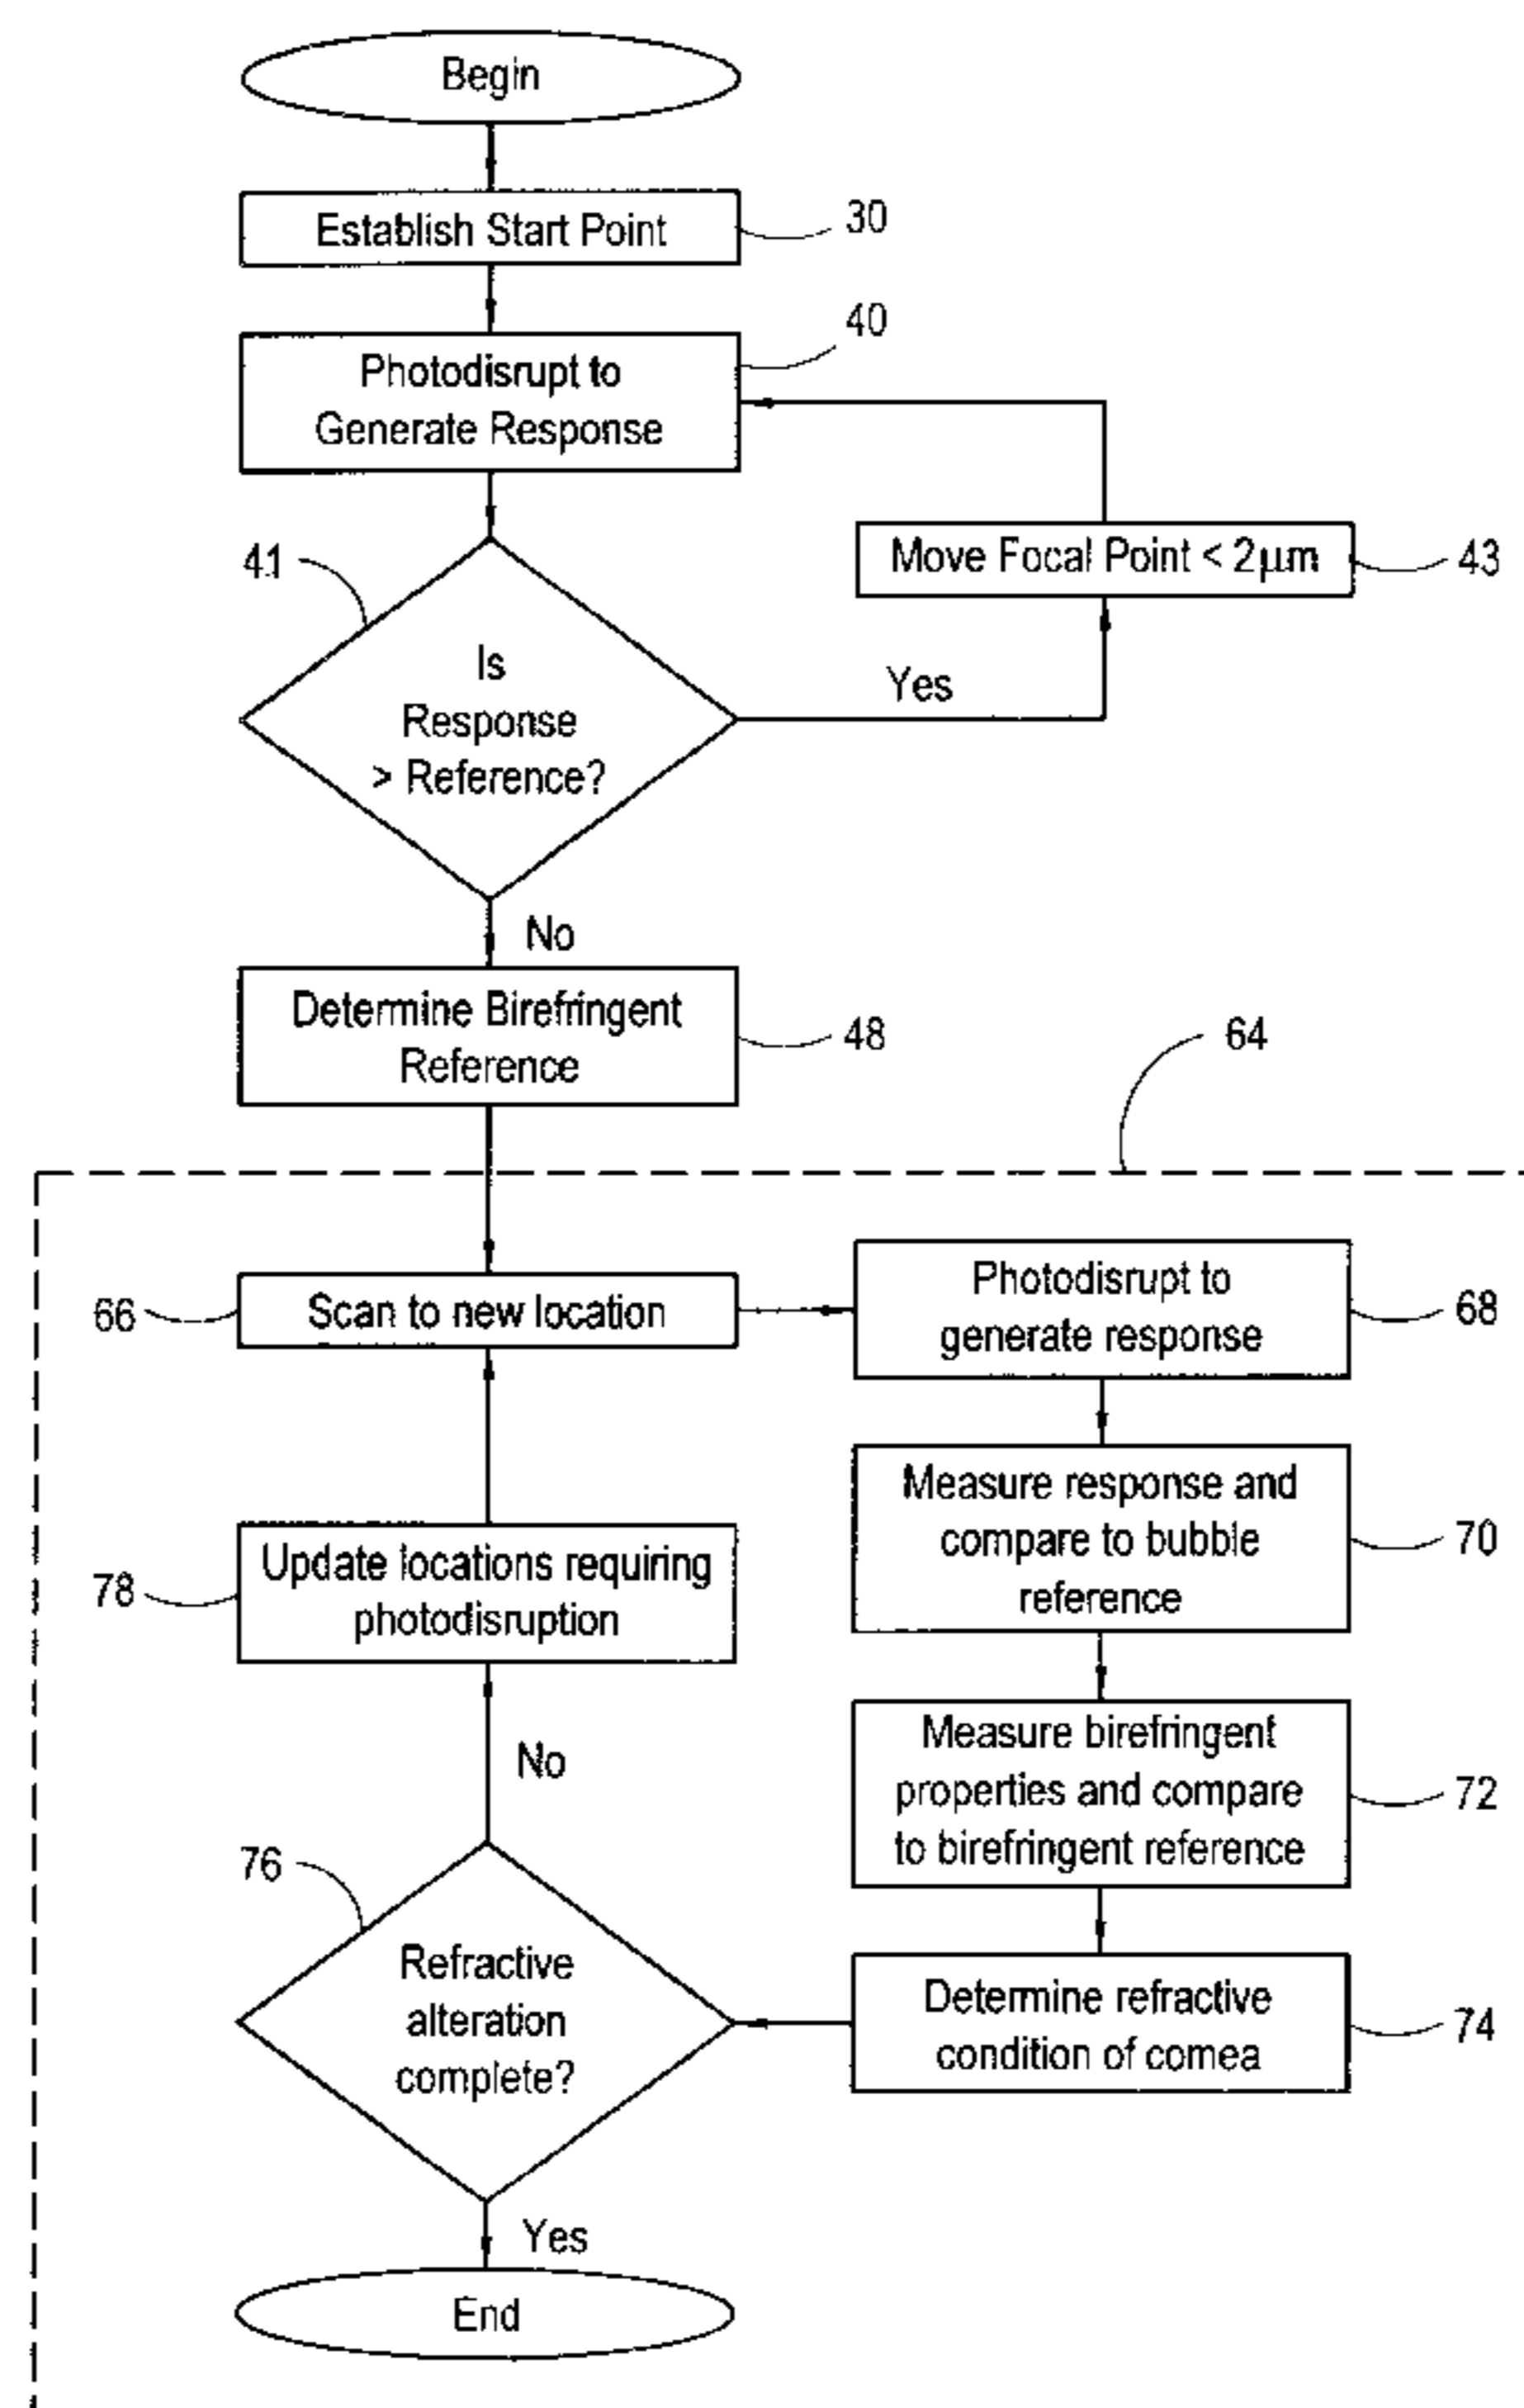 Begin
Establish Start Point
30
Photodisrupt to
Generate Response
40
Move Focal Point < 2μm
43
41
Is
Response
> Reference?
Yes
No
Determine Birefringent
Reference
48
64
66
Scan to new location
Photodisrupt to
generate response
68
Measure response and
compare to bubble
reference
70
78
Update locations requiring
photodisruption
Measure birefringent
properties and compare
to birefringent reference
72
No
76
Refractive
alteration
complete?
Determine refractive
condition of cornea
74
Yes
End